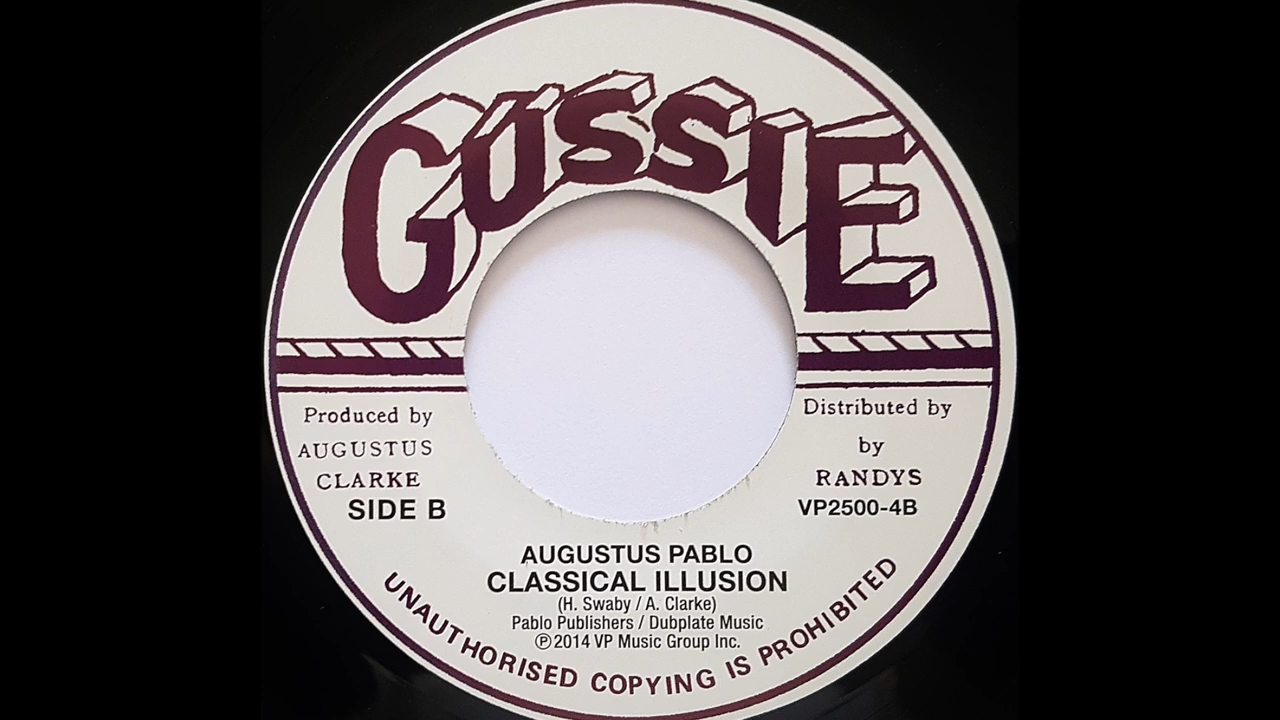 GUSSIE
Produced by
AUGUSTUS
CLARKE
SIDE B
Distributed by
by
RANDYS
VP2500-4B
AUGUSTUS PABLO
CLASSICAL ILLUSION
(H. Swaby / A. Clarke)
Pablo Publishers / Dubplate Music
℗ 2014 VP Music Group Inc.
UNAUTHORISED COPYING IS PROHIBITED